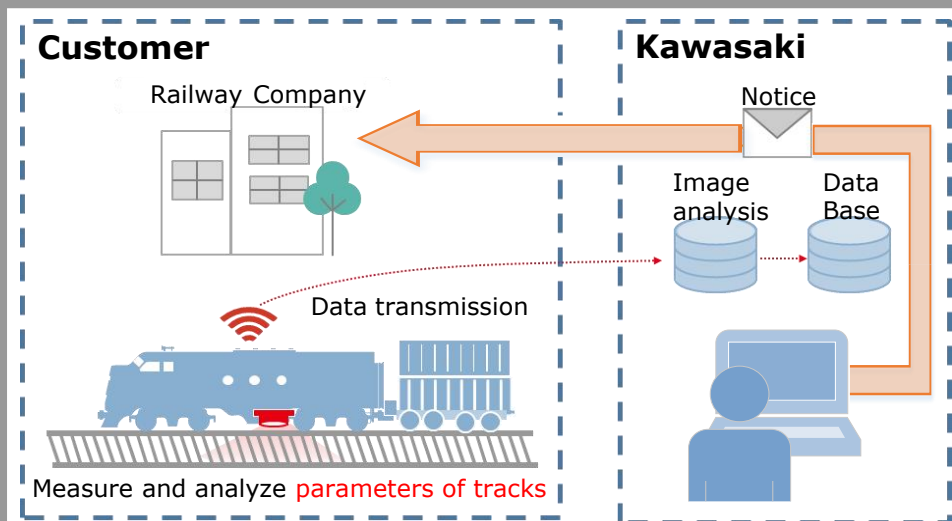 Customer
Railway Company
Data transmission
Measure and analyze parameters of tracks
Kawasaki
Notice
Image
analysis
Data
Base